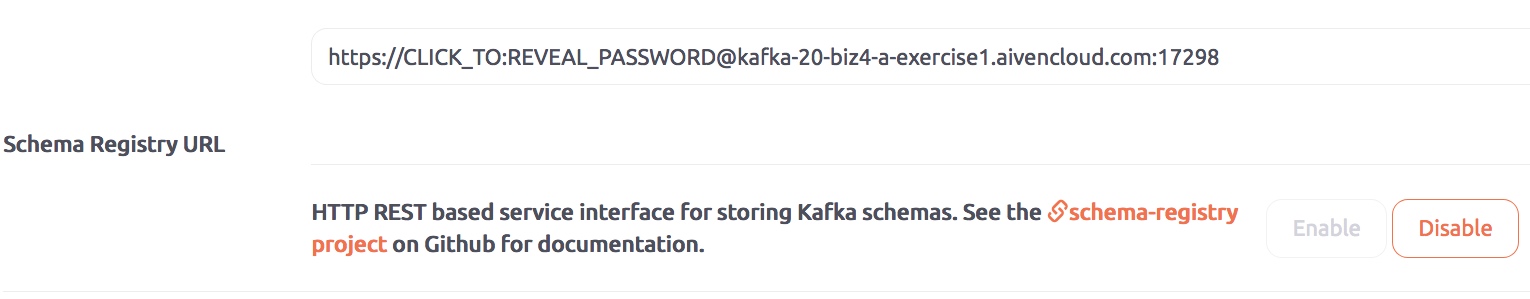 https://CLICK_TO:REVEAL_PASSWORD@kafka-20-biz4-a-exercise1.aivencloud.com:17298
Schema Registry URL
HTTP REST based service interface for storing Kafka schemas. See the schema-registry
project on Github for documentation.
Enable
Disable